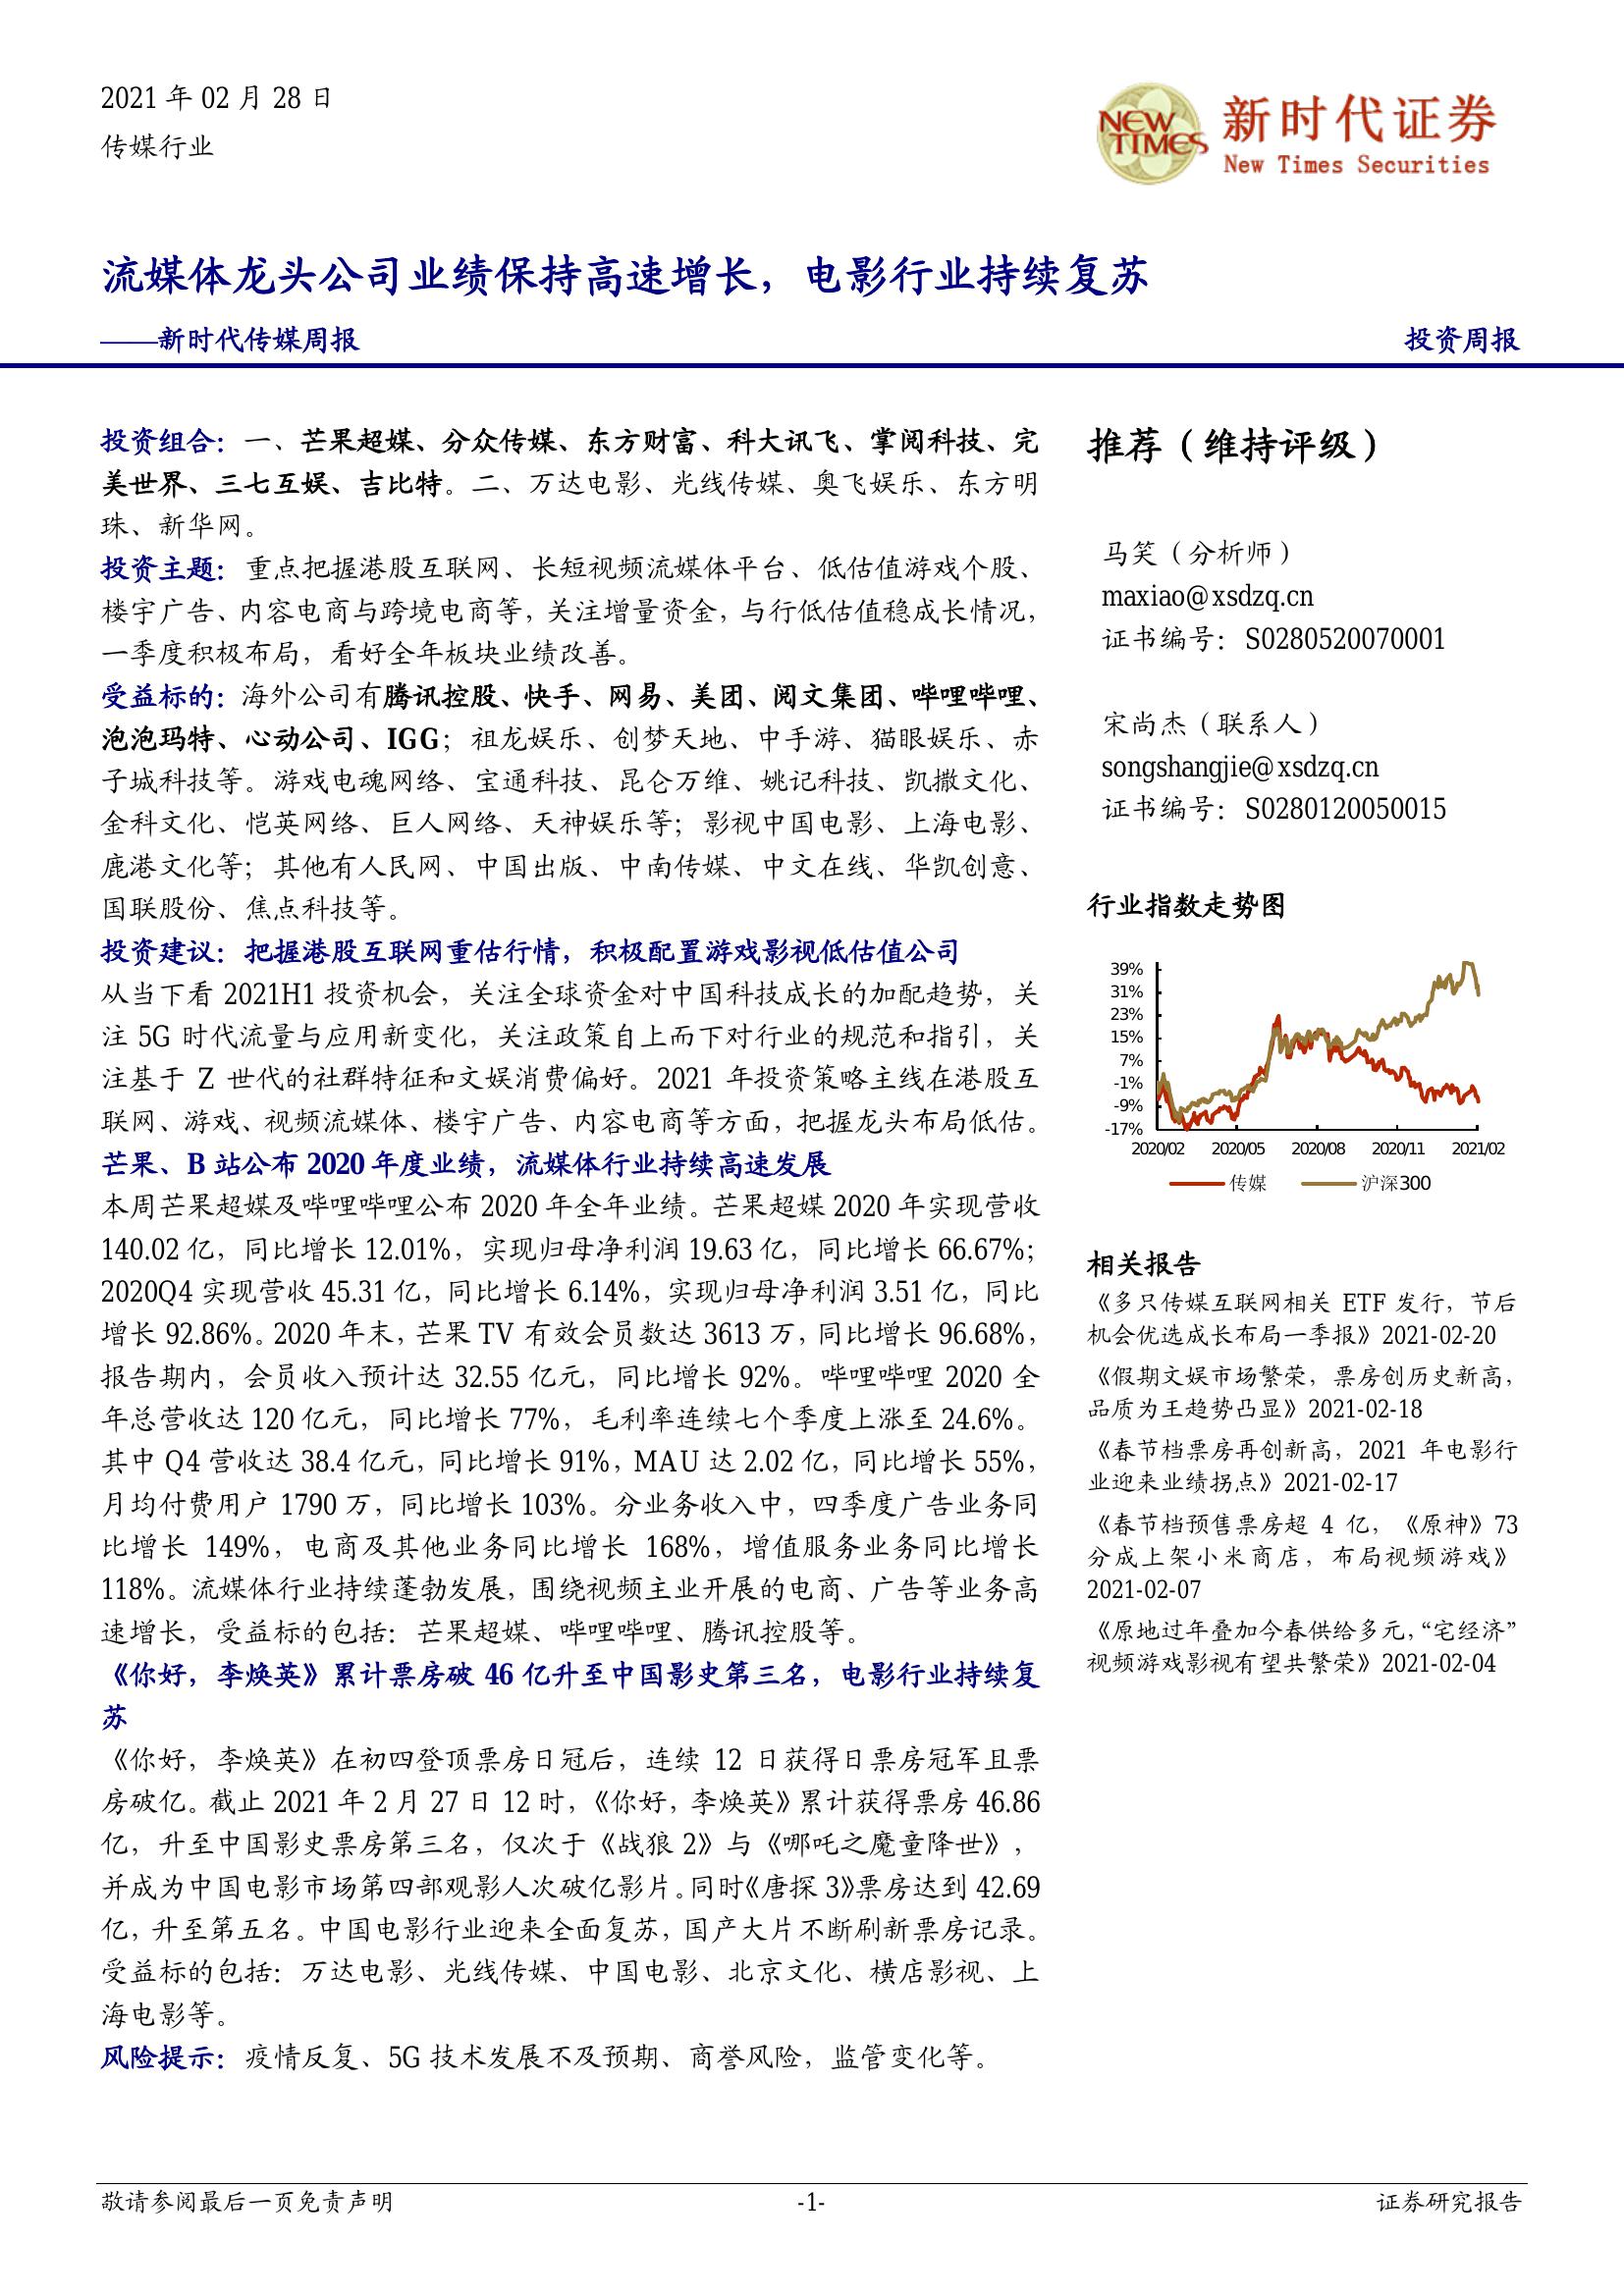 2021 年 02 月 28 日
传媒行业
NEW TIMES
新时代证券
New Times Securities
流媒体龙头公司业绩保持高速增长，电影行业持续复苏
——新时代传媒周报
投资周报
投资组合：一、芒果超媒、分众传媒、东方财富、科大讯飞、掌阅科技、完
美世界、三七互娱、吉比特。二、万达电影、光线传媒、奥飞娱乐、东方明
珠、新华网。
投资主题：重点把握港股互联网、长短视频流媒体平台、低估值游戏个股、
楼宇广告、内容电商与跨境电商等，关注增量资金，与行低估值稳成长情况，
一季度积极布局，看好全年板块业绩改善。
受益标的：海外公司有腾讯控股、快手、网易、美团、阅文集团、哔哩哔哩、
泡泡玛特、心动公司、IGG；祖龙娱乐、创梦天地、中手游、猫眼娱乐、赤
子城科技等。游戏电魂网络、宝通科技、昆仑万维、姚记科技、凯撒文化、
金科文化、恺英网络、巨人网络、天神娱乐等；影视中国电影、上海电影、
鹿港文化等；其他有人民网、中国出版、中南传媒、中文在线、华凯创意、
国联股份、焦点科技等。
投资建议：把握港股互联网重估行情，积极配置游戏影视低估值公司
从当下看 2021H1 投资机会，关注全球资金对中国科技成长的加配趋势，关
注 5G 时代流量与应用新变化，关注政策自上而下对行业的规范和指引，关
注基于 Z 世代的社群特征和文娱消费偏好。2021 年投资策略主线在港股互
联网、游戏、视频流媒体、楼宇广告、内容电商等方面，把握龙头布局低估。
芒果、B 站公布 2020 年度业绩，流媒体行业持续高速发展
本周芒果超媒及哔哩哔哩公布 2020 年全年业绩。芒果超媒 2020 年实现营收
140.02 亿，同比增长 12.01%，实现归母净利润 19.63 亿，同比增长 66.67%；
2020Q4 实现营收 45.31 亿，同比增长 6.14%，实现归母净利润 3.51 亿，同比
增长 92.86%。2020 年末，芒果 TV 有效会员数达 3613 万，同比增长 96.68%，
报告期内，会员收入预计达 32.55 亿元，同比增长 92%。哔哩哔哩 2020 全
年总营收达 120 亿元，同比增长 77%，毛利率连续七个季度上涨至 24.6%。
其中 Q4 营收达 38.4 亿元，同比增长 91%，MAU 达 2.02 亿，同比增长 55%，
月均付费用户 1790 万，同比增长 103%。分业务收入中，四季度广告业务同
比增长 149%，电商及其他业务同比增长 168%，增值服务业务同比增长
118%。流媒体行业持续蓬勃发展，围绕视频主业开展的电商、广告等业务高
速增长，受益标的包括：芒果超媒、哔哩哔哩、腾讯控股等。
《你好，李焕英》累计票房破 46 亿升至中国影史第三名，电影行业持续复
苏
《你好，李焕英》在初四登顶票房日冠后，连续 12 日获得日票房冠军且票
房破亿。截止 2021 年 2 月 27 日 12 时，《你好，李焕英》累计获得票房 46.86
亿，升至中国影史票房第三名，仅次于《战狼 2》与《哪吒之魔童降世》，
并成为中国电影市场第四部观影人次破亿影片。同时《唐探 3》票房达到 42.69
亿，升至第五名。中国电影行业迎来全面复苏，国产大片不断刷新票房记录。
受益标的包括：万达电影、光线传媒、中国电影、北京文化、横店影视、上
海电影等。
风险提示：疫情反复、5G 技术发展不及预期、商誉风险，监管变化等。
推荐（维持评级）
马笑（分析师）
maxiao@xsdzq.cn
证书编号：S0280520070001
宋尚杰（联系人）
songshangjie@xsdzq.cn
证书编号：S0280120050015
行业指数走势图
39%
31%
23%
15%
7%
-1%
-9%
-17%
2020/02 2020/05 2020/08 2020/11 2021/02
传媒 沪深300
相关报告
《多只传媒互联网相关 ETF 发行，节后
机会优选成长布局一季报》2021-02-20
《假期文娱市场繁荣，票房创历史新高，
品质为王趋势凸显》2021-02-18
《春节档票房再创新高，2021 年电影行
业迎来业绩拐点》2021-02-17
《春节档预售票房超 4 亿，《原神》73
分成上架小米商店，布局视频游戏》
2021-02-07
《原地过年叠加今春供给多元，“宅经济”
视频游戏影视有望共繁荣》2021-02-04
敬请参阅最后一页免责声明
-1-
证券研究报告